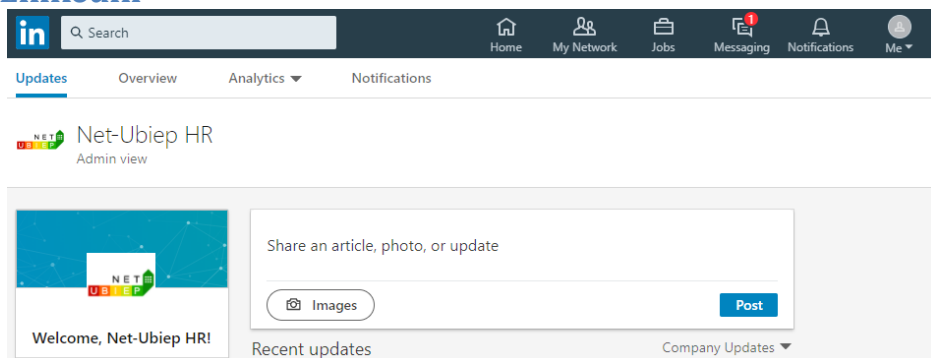 in Search
Home My Network Jobs 1 Messaging Notifications Me
Updates Overview Analytics Notifications
NET UBIEP Net-Ubiep HR
Admin view
Share an article, photo, or update
NET
UBIEP
Images Post
Welcome, Net-Ubiep HR!
Recent updates Company Updates